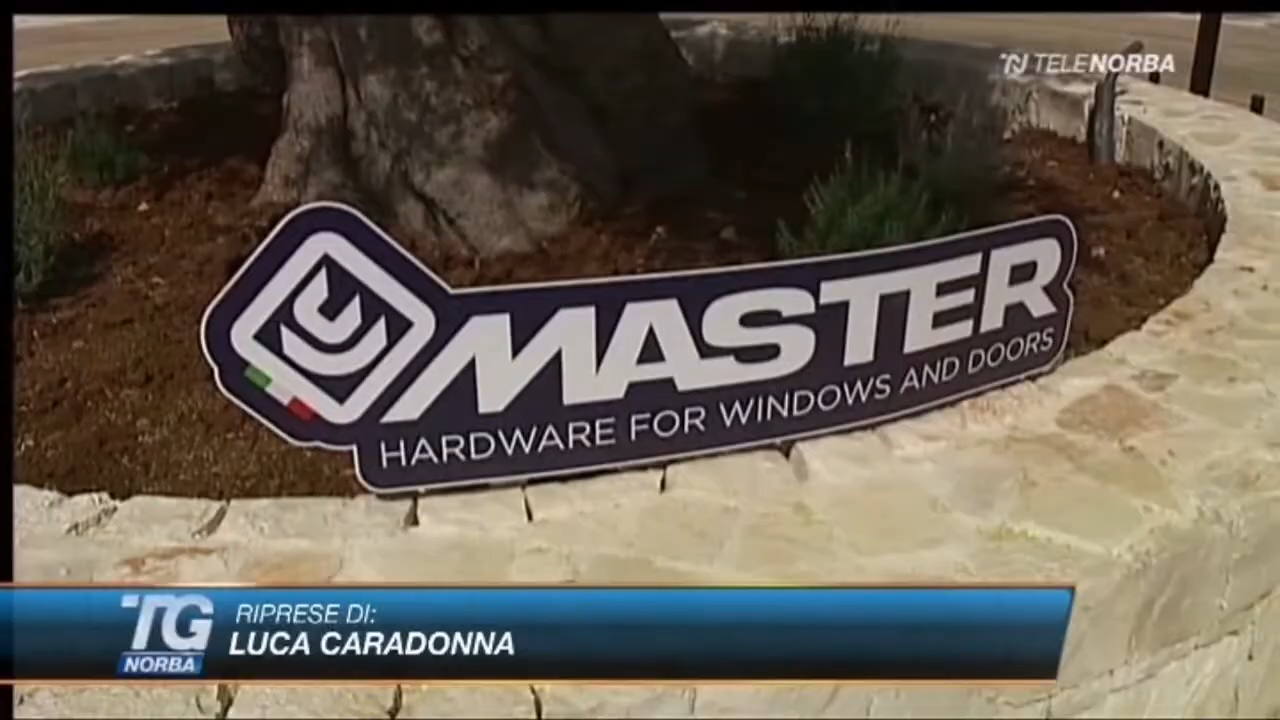 TELENORBA
MASTER
HARDWARE FOR WINDOWS AND DOORS
TG NORBA
RIPRESE DI:
LUCA CARADONNA